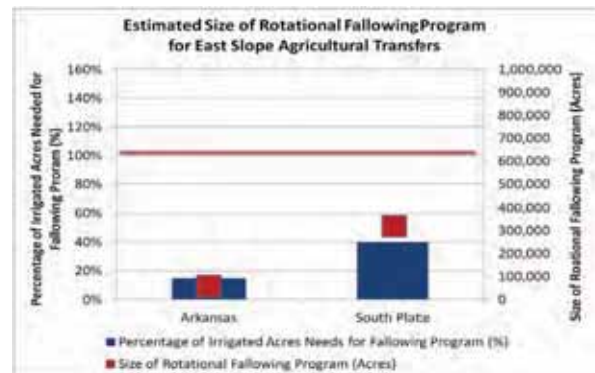 Estimated Size of Rotational Fallowing Program
for East Slope Agricultural Transfers
Percentage of Irrigated Acres Needed for
Fallowing Proram (%)
160%
140%
120%
100%
80%
60%
40%
20%
0%
1,000,000
900,000
800,000
700,000
600,000
500,000
400,000
300,000
200,000
100,000
0
Size of Roational Fallowing Program (Acres)
Arkansas
South Plate
Percentage of Irrigated Acres Needs for Fallowing Program (%)
Size of Rotational Fallowing Program (Acres)